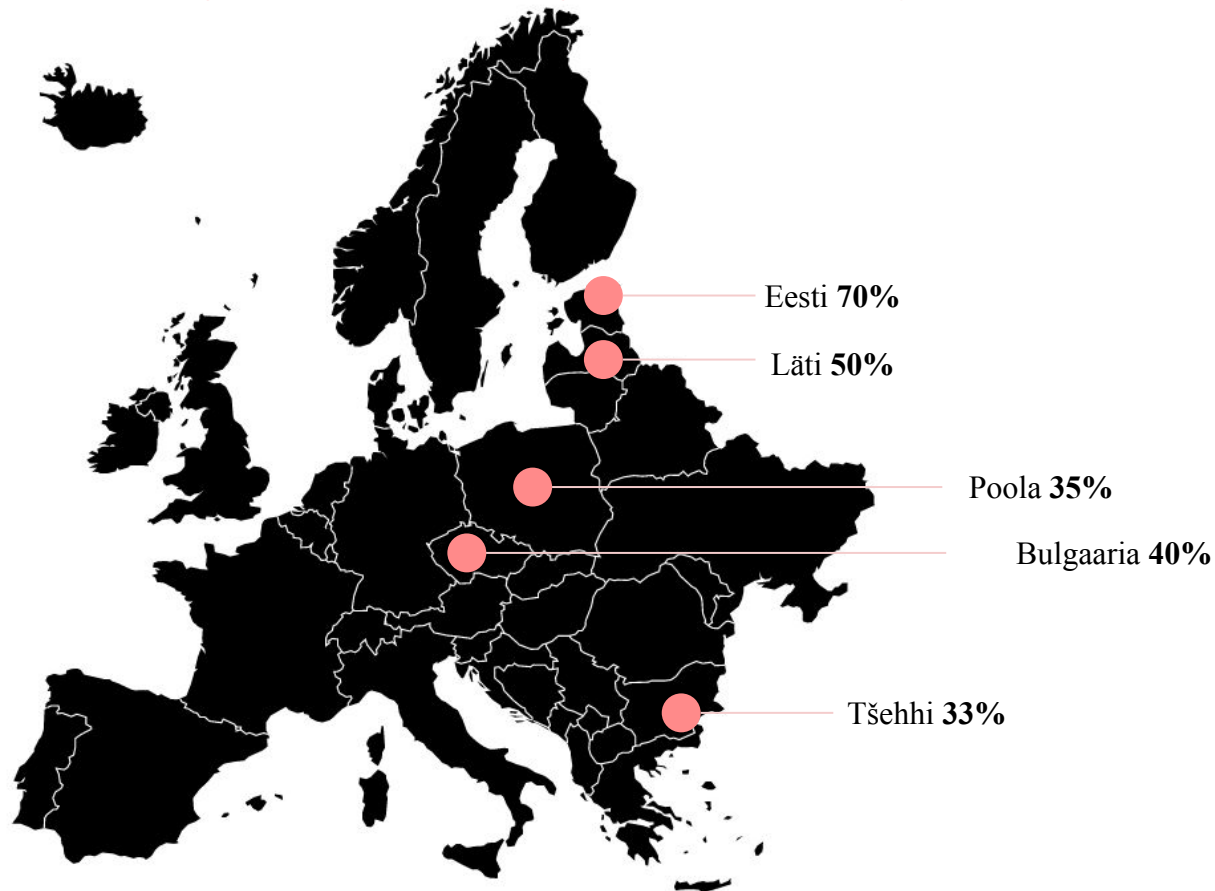 Eesti 70%
Läti 50%
Poola 35%
Bulgaaria 40%
Tšehhi 33%